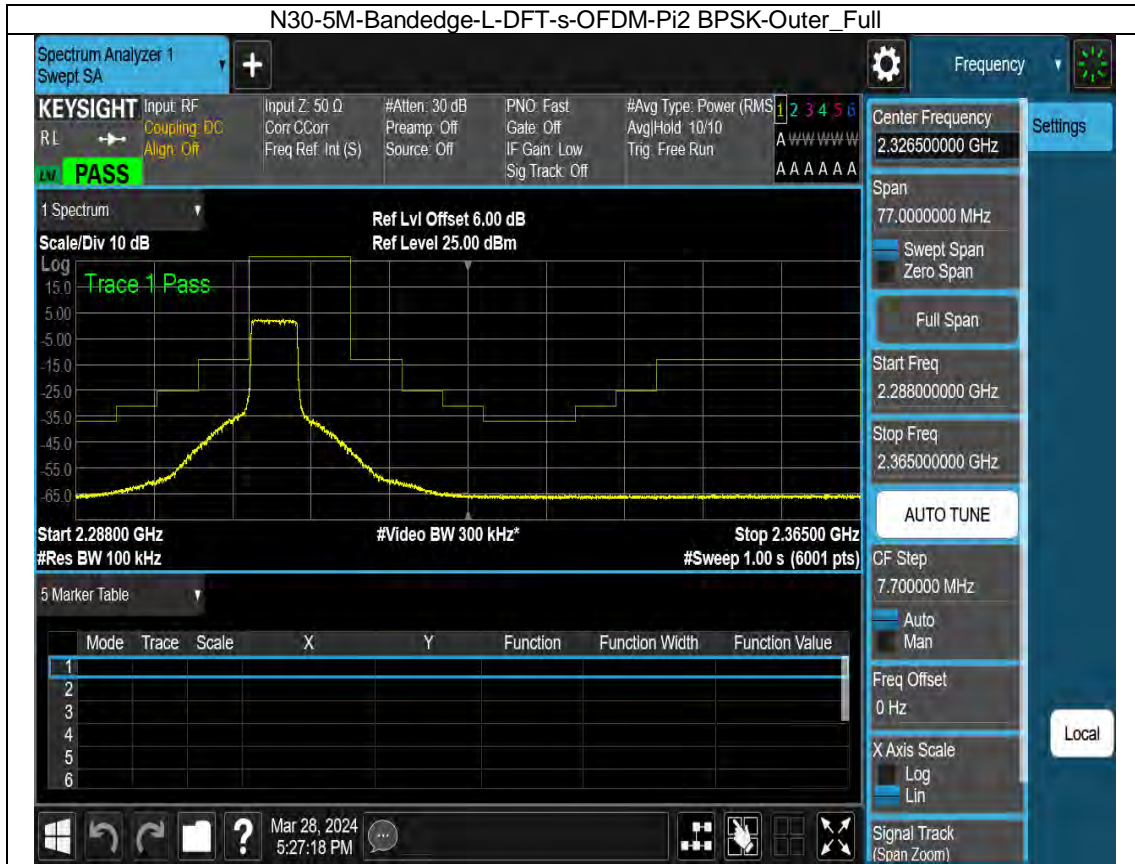 N30-5M-Bandedge-L-DFT-s-OFDM-Pi2 BPSK-Outer_Full
Spectrum Analyzer 1
Swept SA
+
Frequency
KEYSIGHT
RL
PASS
Input: RF
Coupling: DC
Align: Off
Input Z: 50 Ω
Corr CCorr
Freq Ref: Int (S)
#Atten: 30 dB
Preamp: Off
Source: Off
PNO: Fast
Gate: Off
IF Gain: Low
Sig Track: Off
#Avg Type: Power (RMS
Avg|Hold: 10/10
Trig: Free Run
1 2 3 4 5 6
A W W W W W
A A A A A A
1 Spectrum
Scale/Div 10 dB
Ref Lvl Offset 6.00 dB
Ref Level 25.00 dBm
Log
Trace 1 Pass
15.0
5.00
-5.00
-15.0
-25.0
-35.0
-45.0
-55.0
-65.0
Start 2.28800 GHz
#Video BW 300 kHz*
Stop 2.36500 GHz
#Res BW 100 kHz
#Sweep 1.00 s (6001 pts)
5 Marker Table
Mode Trace Scale X Y Function Function Width Function Value
1
2
3
4
5
6
Center Frequency
2.326500000 GHz
Settings
Span
77.0000000 MHz
Swept Span
Zero Span
Full Span
Start Freq
2.288000000 GHz
Stop Freq
2.365000000 GHz
AUTO TUNE
CF Step
7.700000 MHz
Auto
Man
Freq Offset
0 Hz
X Axis Scale
Log
Lin
Local
Signal Track
(Span Zoom)
?
Mar 28, 2024
5:27:18 PM